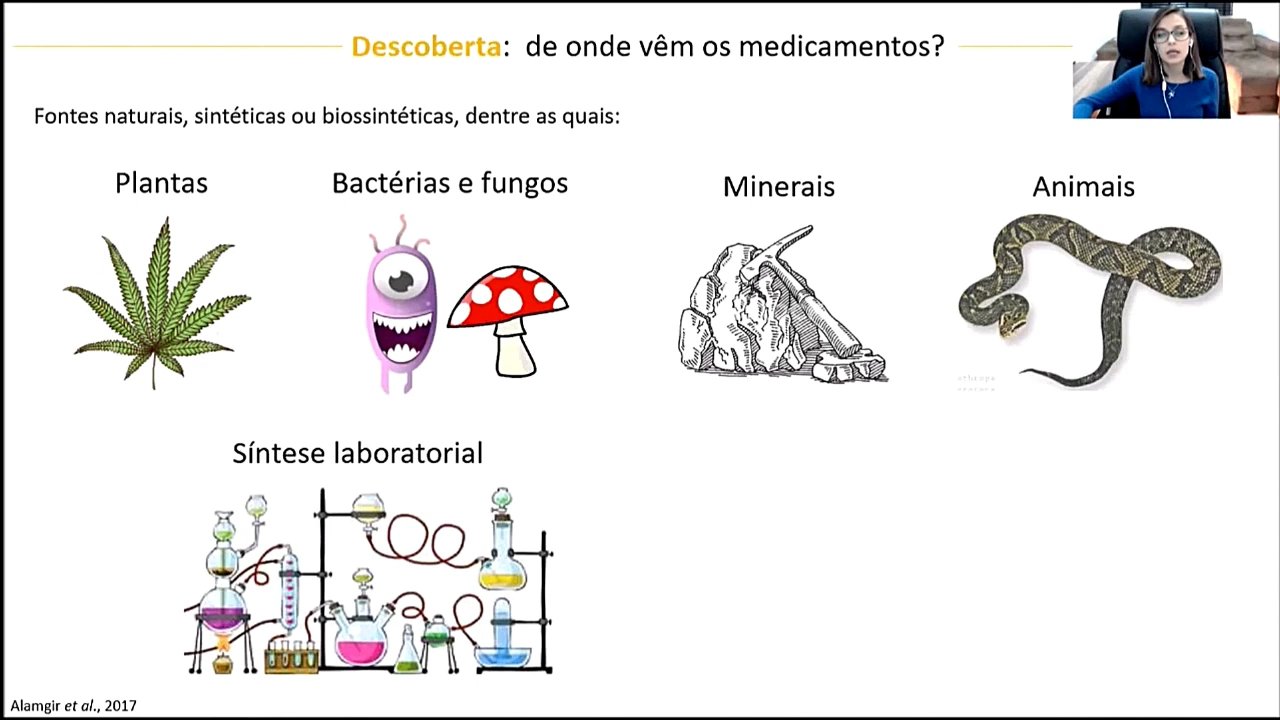 Descoberta: de onde vêm os medicamentos?
Fontes naturais, sintéticas ou biossintéticas, dentre as quais:
Plantas
Bactérias e fungos
Minerais
Animais
Síntese laboratorial
Alamgir et al., 2017